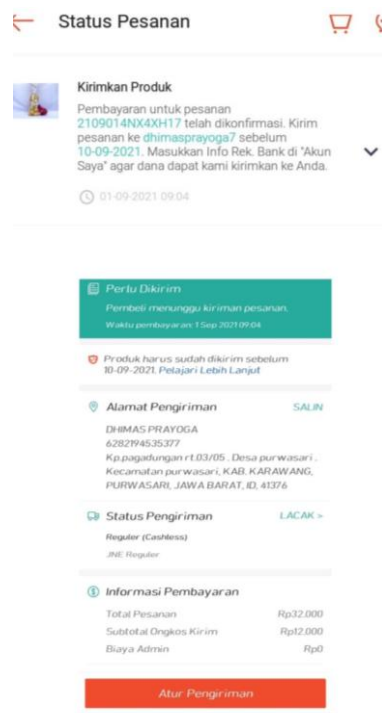 Status Pesanan
Kirimkan Produk
Pembayaran untuk pesanan
2109014NX4XH17 telah dikonfirmasi. Kirim
pesanan ke dhimasprayoga7 sebelum
10-09-2021. Masukkan Info Rek. Bank di "Akun
Saya" agar dana dapat kami kirimkan ke Anda.
01-09-2021 09:04
Perlu Dikirim
Pembeli menunggu kiriman pesanan.
Waktu pembayaran: 1 Sep 2021 09:04
Produk harus sudah dikirim sebelum
10-09-2021. Pelajari Lebih Lanjut
Alamat Pengiriman SALIN
DHIMAS PRAYOGA
6282194535377
Kp.pagadungan rt.03/05 . Desa purwasari .
Kecamatan purwasari, KAB. KARAWANG,
PURWASARI, JAWA BARAT, ID, 41376
Status Pengiriman LACAK >
Reguler (Cashless)
JNE Reguler
Informasi Pembayaran
Total Pesanan Rp32.000
Subtotal Ongkos Kirim Rp12.000
Biaya Admin Rp0
Atur Pengiriman